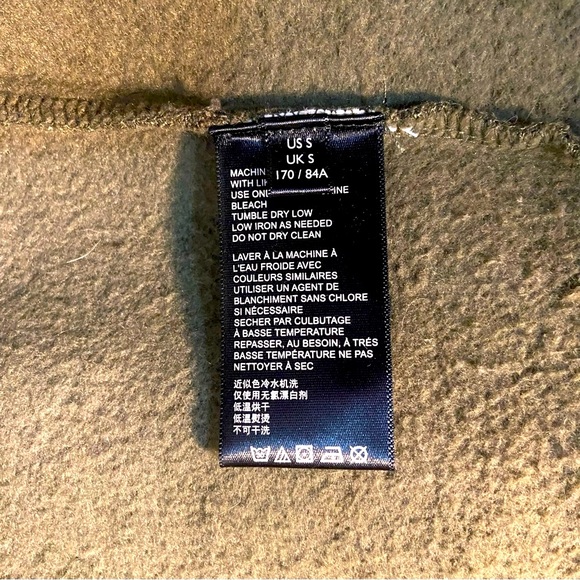 US S
UK S
170 / 84A
MACHIN
WITH LI
USE ON INE
BLEACH
TUMBLE DRY LOW
LOW IRON AS NEEDED
DO NOT DRY CLEAN
LAVER À LA MACHINE À
L'EAU FROIDE AVEC
COULEURS SIMILAIRES
UTILISER UN AGENT DE
BLANCHIMENT SANS CHLORE
SI NÉCESSAIRE
SECHER PAR CULBUTAGE
À BASSE TEMPERATURE
REPASSER, AU BESOIN, À TRÉS
BASSE TEMPÉRATURE NE PAS
NETTOYER À SEC
近似色冷水机洗
仅使用无氯漂白剂
低温烘干
低温熨烫
不可干洗